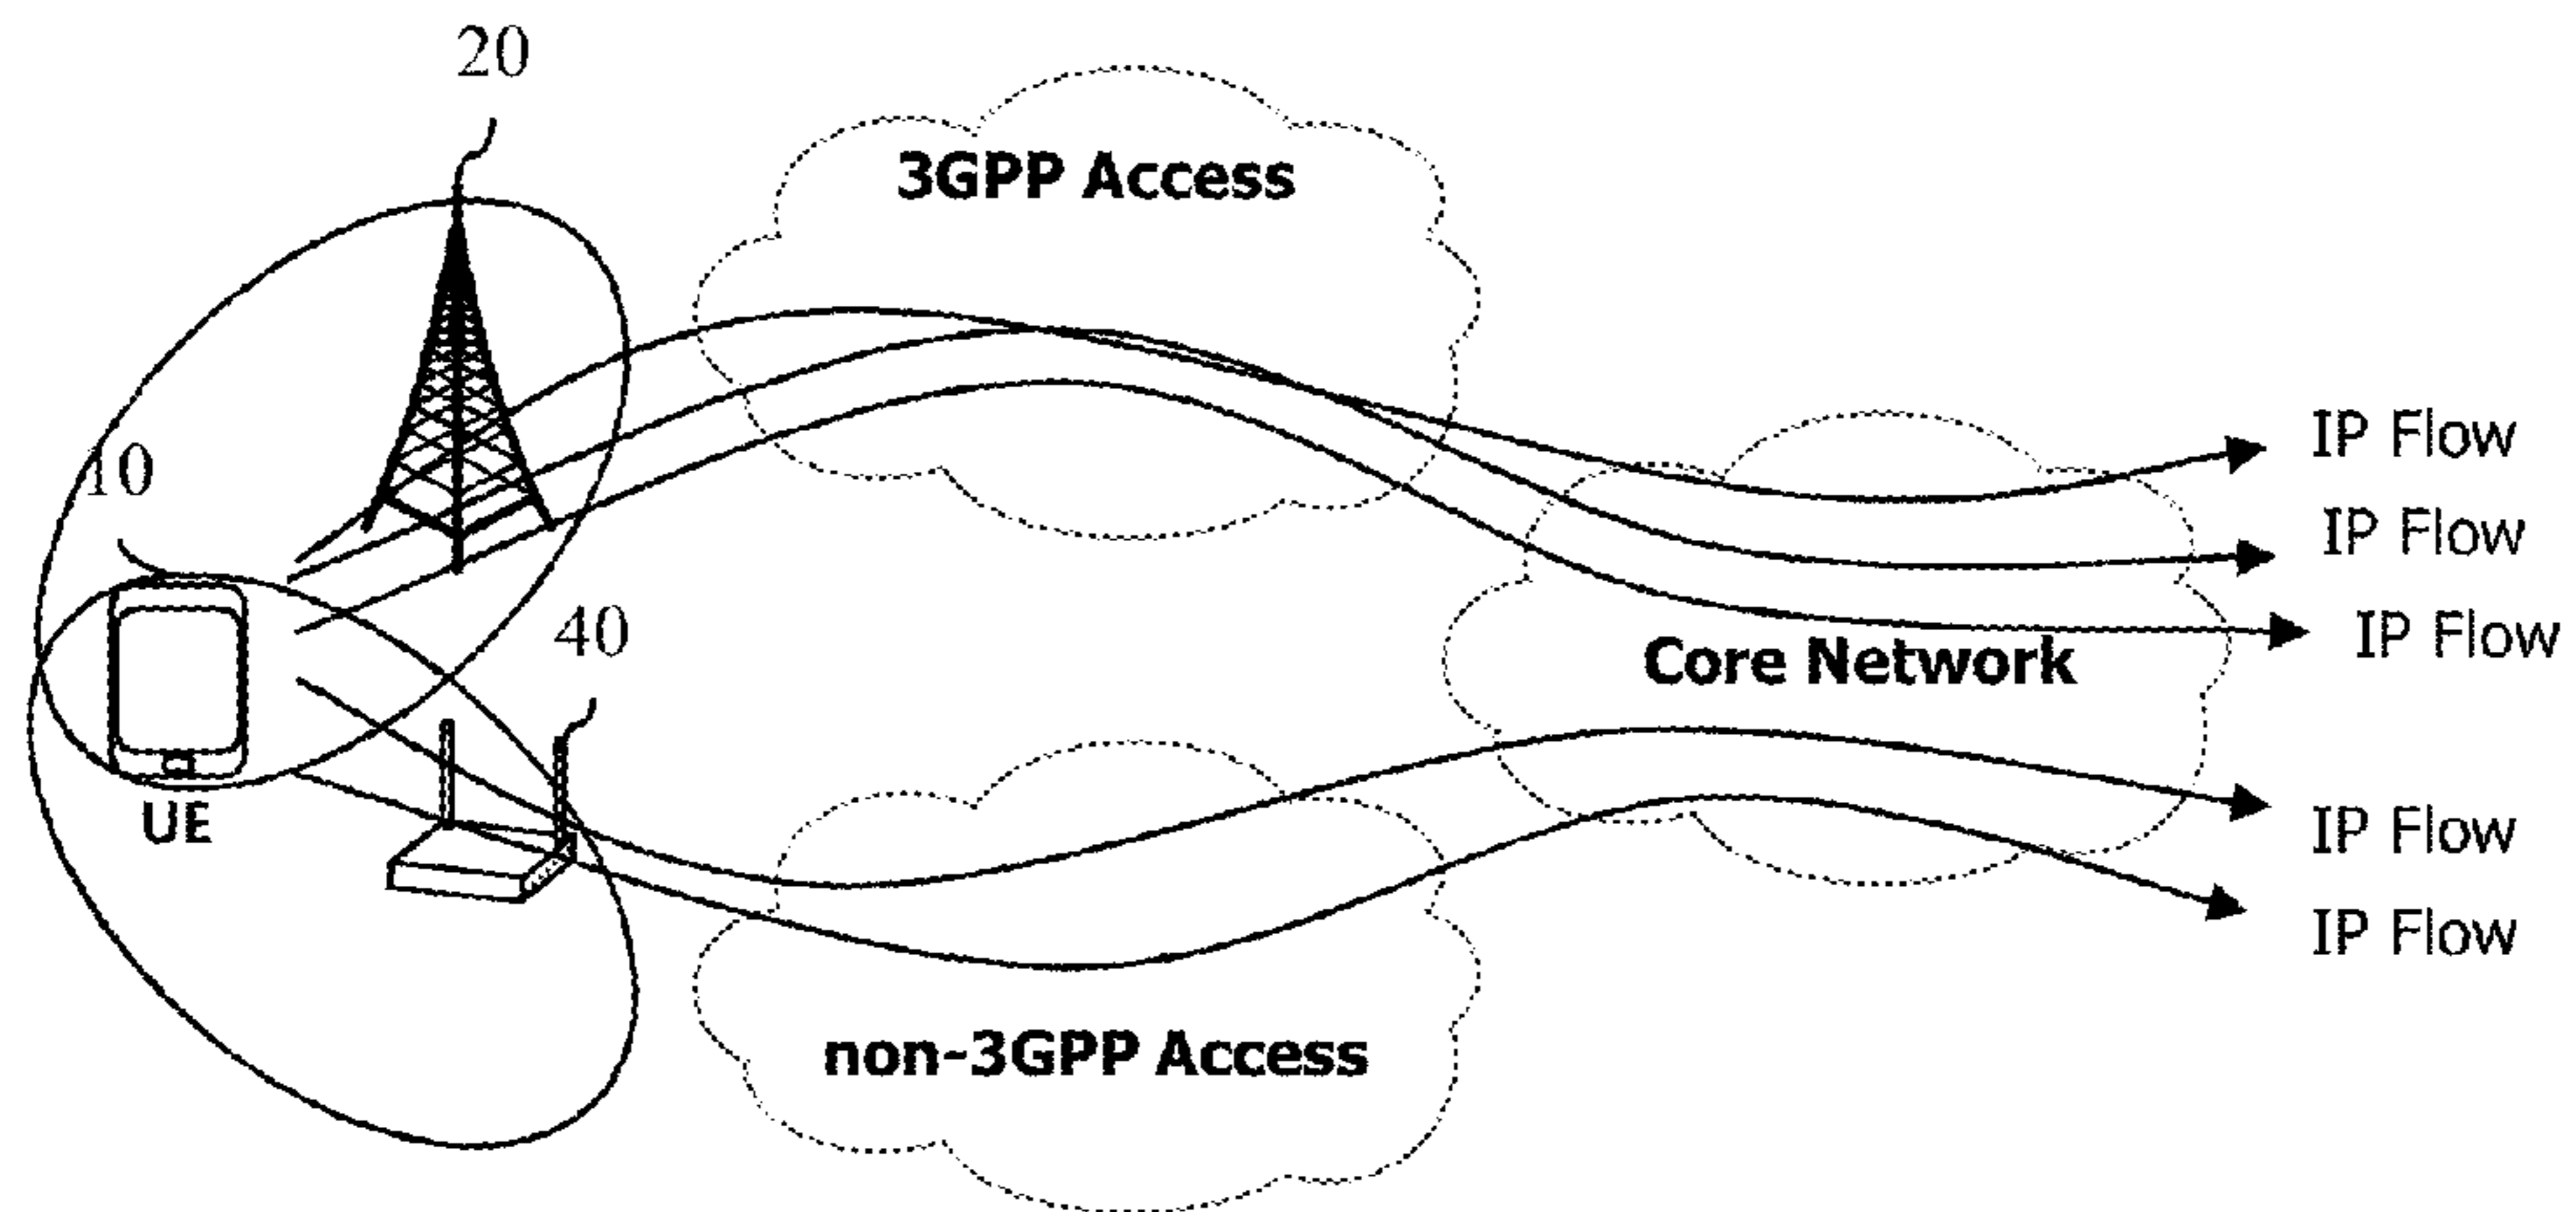 20
3GPP Access
10
IP Flow
IP Flow
40
IP Flow
Core Network
UE
IP Flow
IP Flow
non-3GPP Access